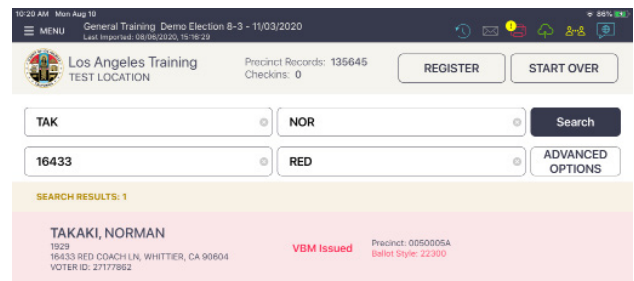 10:20 AM Mon Aug 10
86%
MENU
General Training Demo Election 8-3 - 11/03/2020
Last Imported: 08/06/2020, 15:16:29
Los Angeles Training
TEST LOCATION
Precinct Records: 135645
Checkins: 0
REGISTER
START OVER
TAK
NOR
Search
16433
RED
ADVANCED
OPTIONS
SEARCH RESULTS: 1
TAKAKI, NORMAN
1929
16433 RED COACH LN, WHITTIER, CA 90604
VOTER ID: 27177862
VBM Issued
Precinct: 0050005A
Ballot Style: 22300